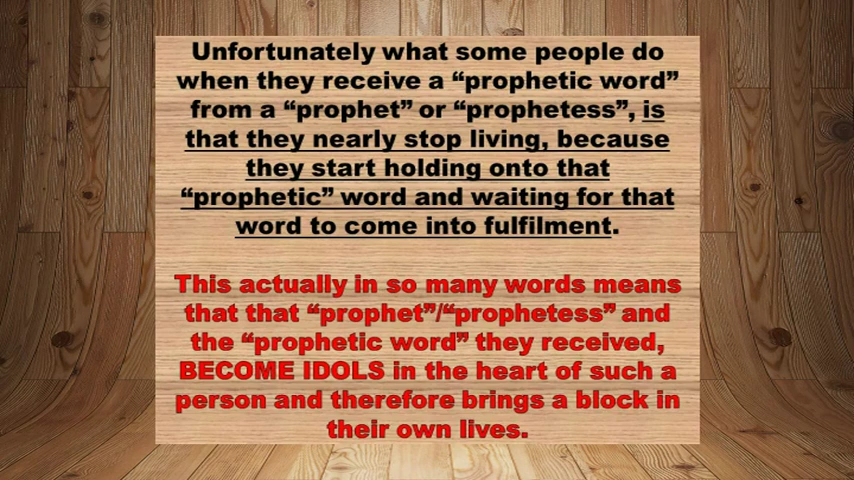 Unfortunately what some people do
when they receive a “prophetic word”
from a “prophet” or “prophetess”, is
that they nearly stop living, because
they start holding onto that
“prophetic” word and waiting for that
word to come into fulfilment.
This actually in so many words means
that that “prophet”/“prophetess” and
the “prophetic word” they received,
BECOME IDOLS in the heart of such a
person and therefore brings a block in
their own lives.